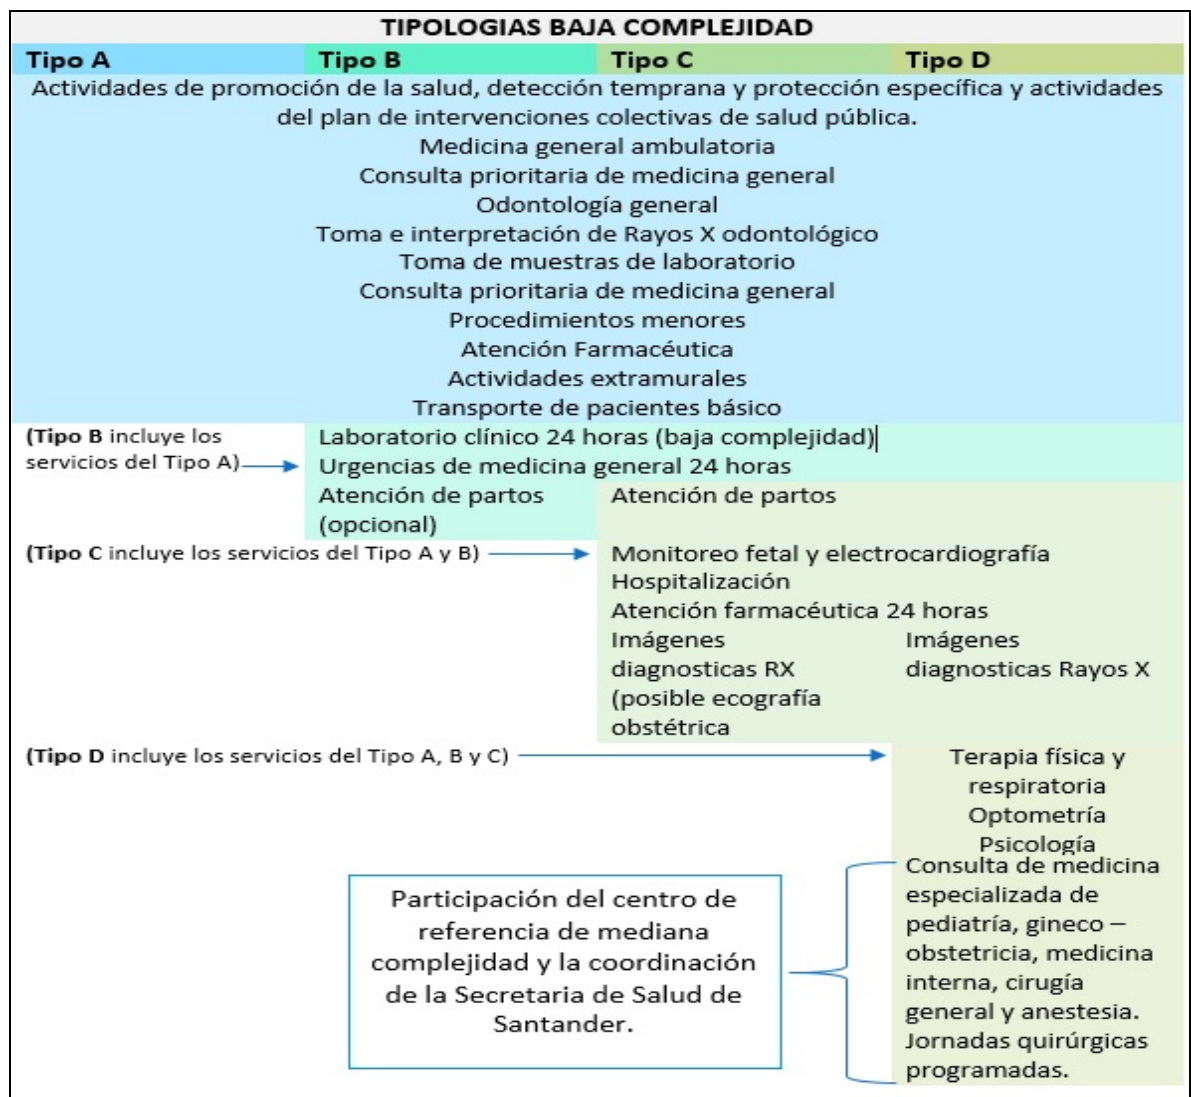 TIPOLOGIAS BAJA COMPLEJIDAD
Tipo A Tipo B Tipo C Tipo D
Actividades de promoción de la salud, detección temprana y protección específica y actividades
del plan de intervenciones colectivas de salud pública.
Medicina general ambulatoria
Consulta prioritaria de medicina general
Odontología general
Toma e interpretación de Rayos X odontológico
Toma de muestras de laboratorio
Consulta prioritaria de medicina general
Procedimientos menores
Atención Farmacéutica
Actividades extramurales
Transporte de pacientes básico
(Tipo B incluye los
servicios del Tipo A)
Laboratorio clínico 24 horas (baja complejidad)
Urgencias de medicina general 24 horas
Atención de partos
(opcional)
Atención de partos
(Tipo C incluye los servicios del Tipo A y B)
Monitoreo fetal y electrocardiografía
Hospitalización
Atención farmacéutica 24 horas
Imágenes
diagnosticas RX
(posible ecografía
obstétrica
Imágenes
diagnosticas Rayos X
(Tipo D incluye los servicios del Tipo A, B y C)
Terapia física y
respiratoria
Optometría
Psicología
Participación del centro de
referencia de mediana
complejidad y la coordinación
de la Secretaria de Salud de
Santander.
Consulta de medicina
especializada de
pediatría, gineco –
obstetricia, medicina
interna, cirugía
general y anestesia.
Jornadas quirúrgicas
programadas.